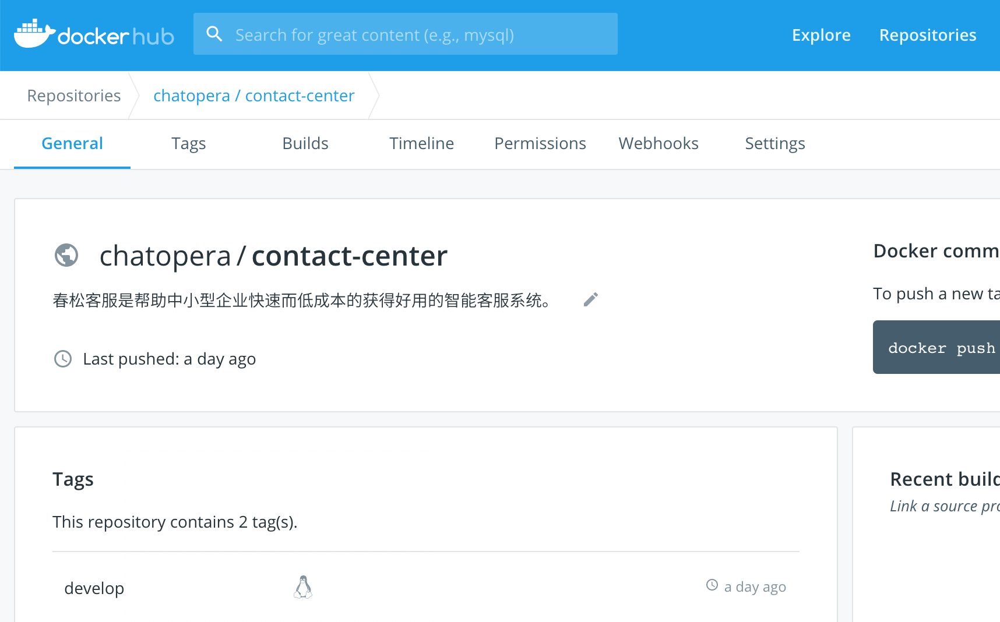 docker hub
Search for great content (e.g., mysql)
Explore
Repositories
Repositories
chatopera / contact-center
General
Tags
Builds
Timeline
Permissions
Webhooks
Settings
chatopera / contact-center
春松客服是帮助中小型企业快速而低成本的获得好用的智能客服系统。
Last pushed: a day ago
Docker comm
To push a new ta
docker push
Tags
This repository contains 2 tag(s).
develop
a day ago
Recent build
Link a source pro